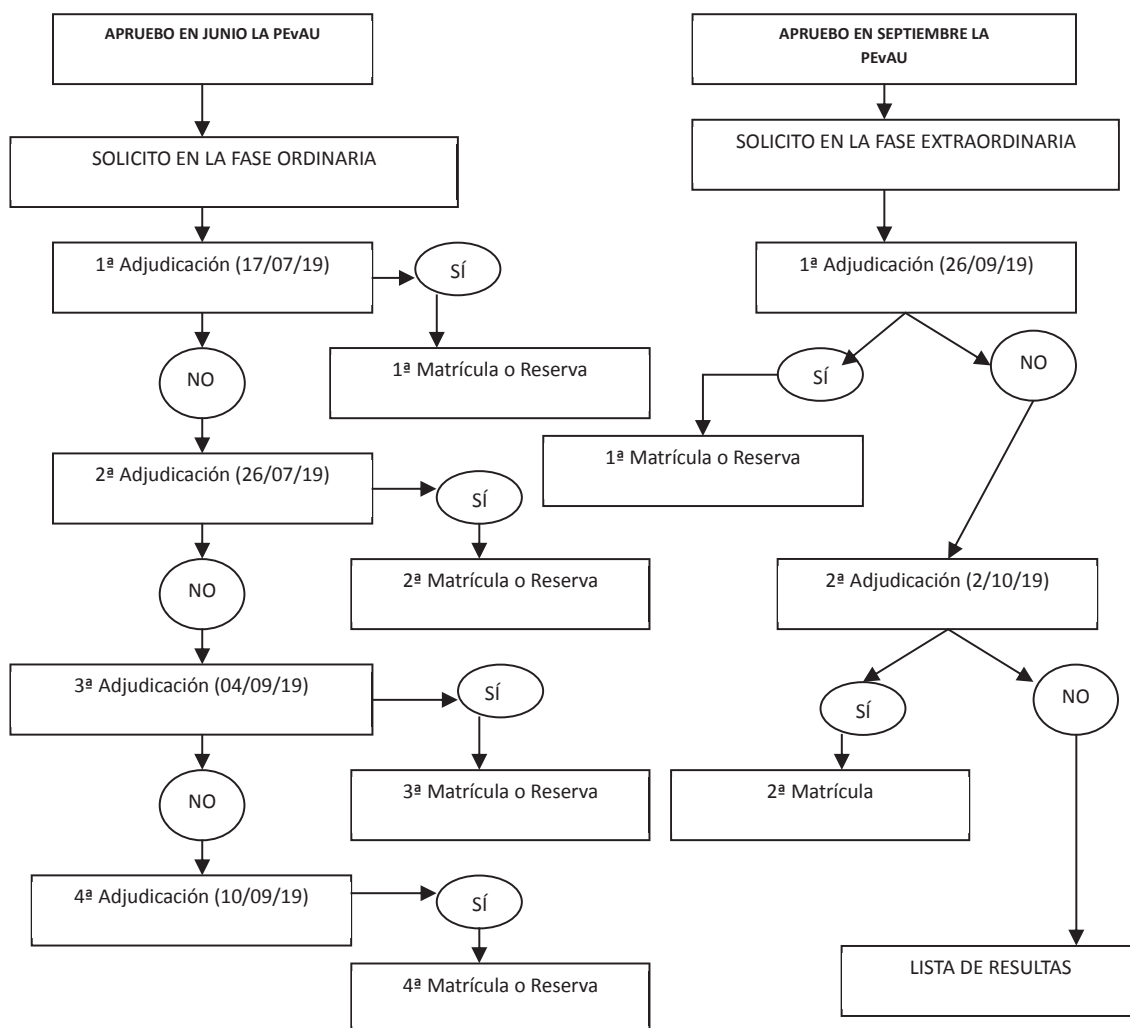 APRUEBO EN JUNIO LA PEvAU
SOLICITO EN LA FASE ORDINARIA
1ª Adjudicación (17/07/19)
SÍ
1ª Matrícula o Reserva
NO
2ª Adjudicación (26/07/19)
SÍ
2ª Matrícula o Reserva
NO
3ª Adjudicación (04/09/19)
SÍ
3ª Matrícula o Reserva
NO
4ª Adjudicación (10/09/19)
SÍ
4ª Matrícula o Reserva
APRUEBO EN SEPTIEMBRE LA
PEvAU
SOLICITO EN LA FASE EXTRAORDINARIA
1ª Adjudicación (26/09/19)
SÍ
NO
1ª Matrícula o Reserva
2ª Adjudicación (2/10/19)
SÍ
NO
2ª Matrícula
LISTA DE RESULTAS